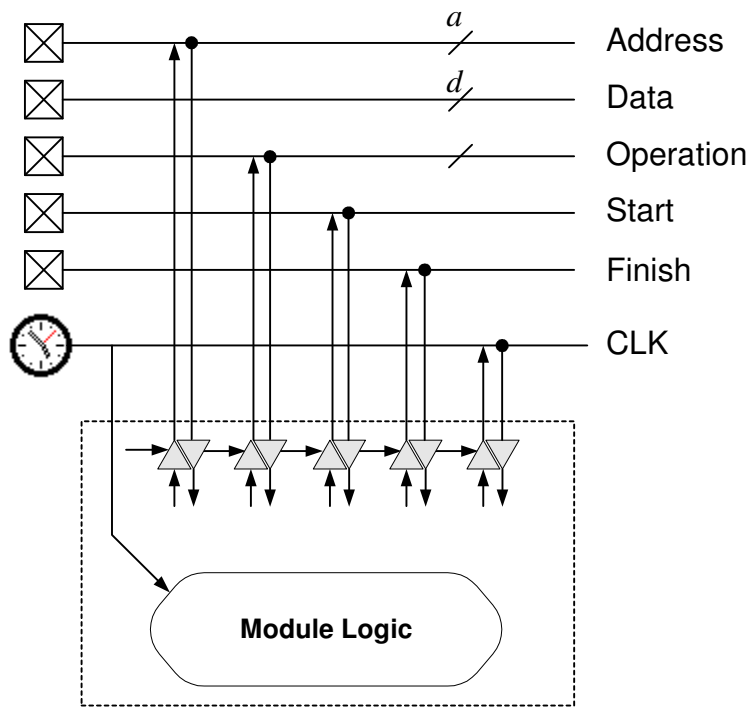 a
Address
d
Data
Operation
Start
Finish
CLK
Module Logic